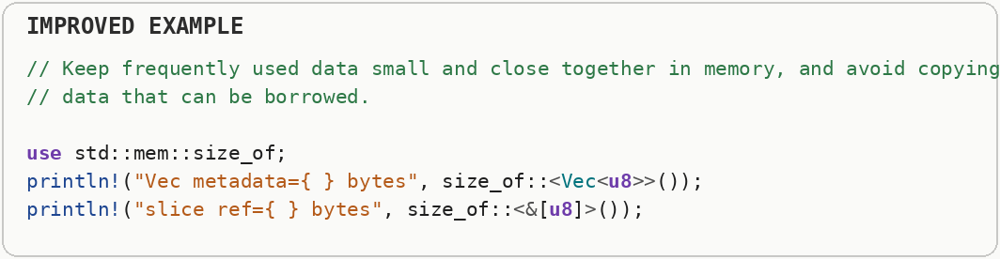 IMPROVED EXAMPLE
// Keep frequently used data small and close together in memory, and avoid copying
// data that can be borrowed.
use std::mem::size_of;
println!("Vec metadata={ } bytes", size_of::<Vec<u8>>());
println!("slice ref={ } bytes", size_of::<&[u8]>());